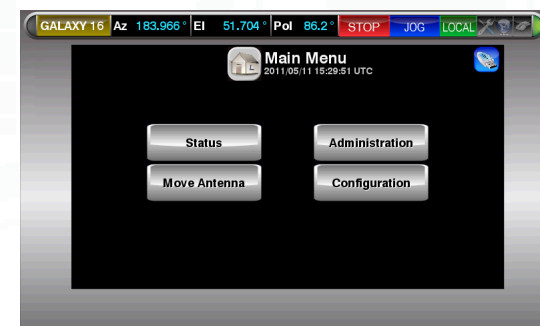 GALAXY 16 Az 183.966 ° El 51.704 ° Pol 86.2 ° STOP JOG LOCAL
Main Menu
2011/05/11 15:29:51 UTC
Status Administration
Move Antenna Configuration